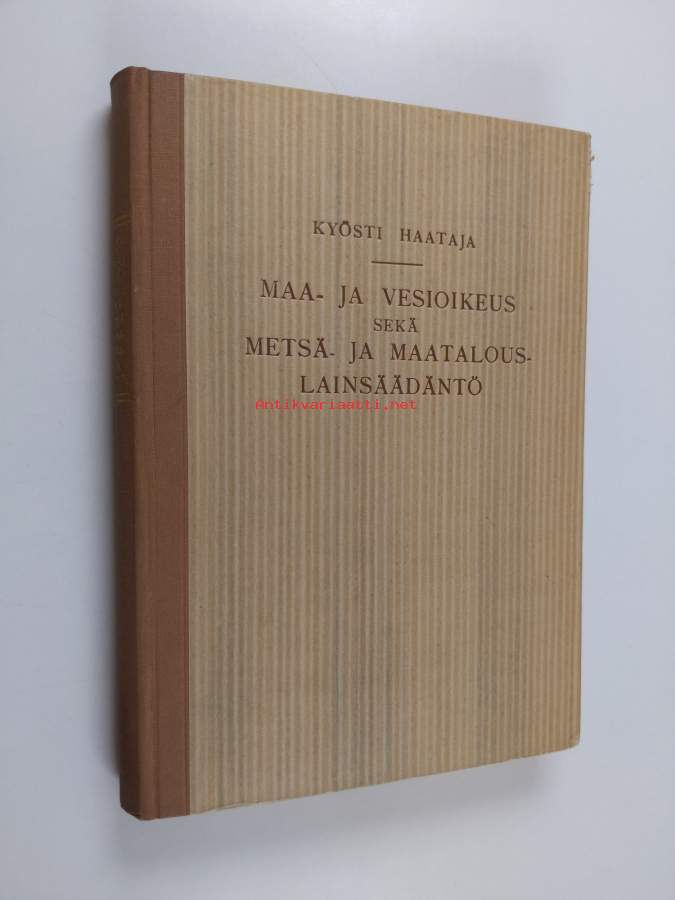 KYÖSTI HAATAJA
MAA- JA VESIOIKEUS
SEKÄ
METSÄ- JA MAATALOUS-
LAINSÄÄDÄNTÖ
Antikvariaatti.net